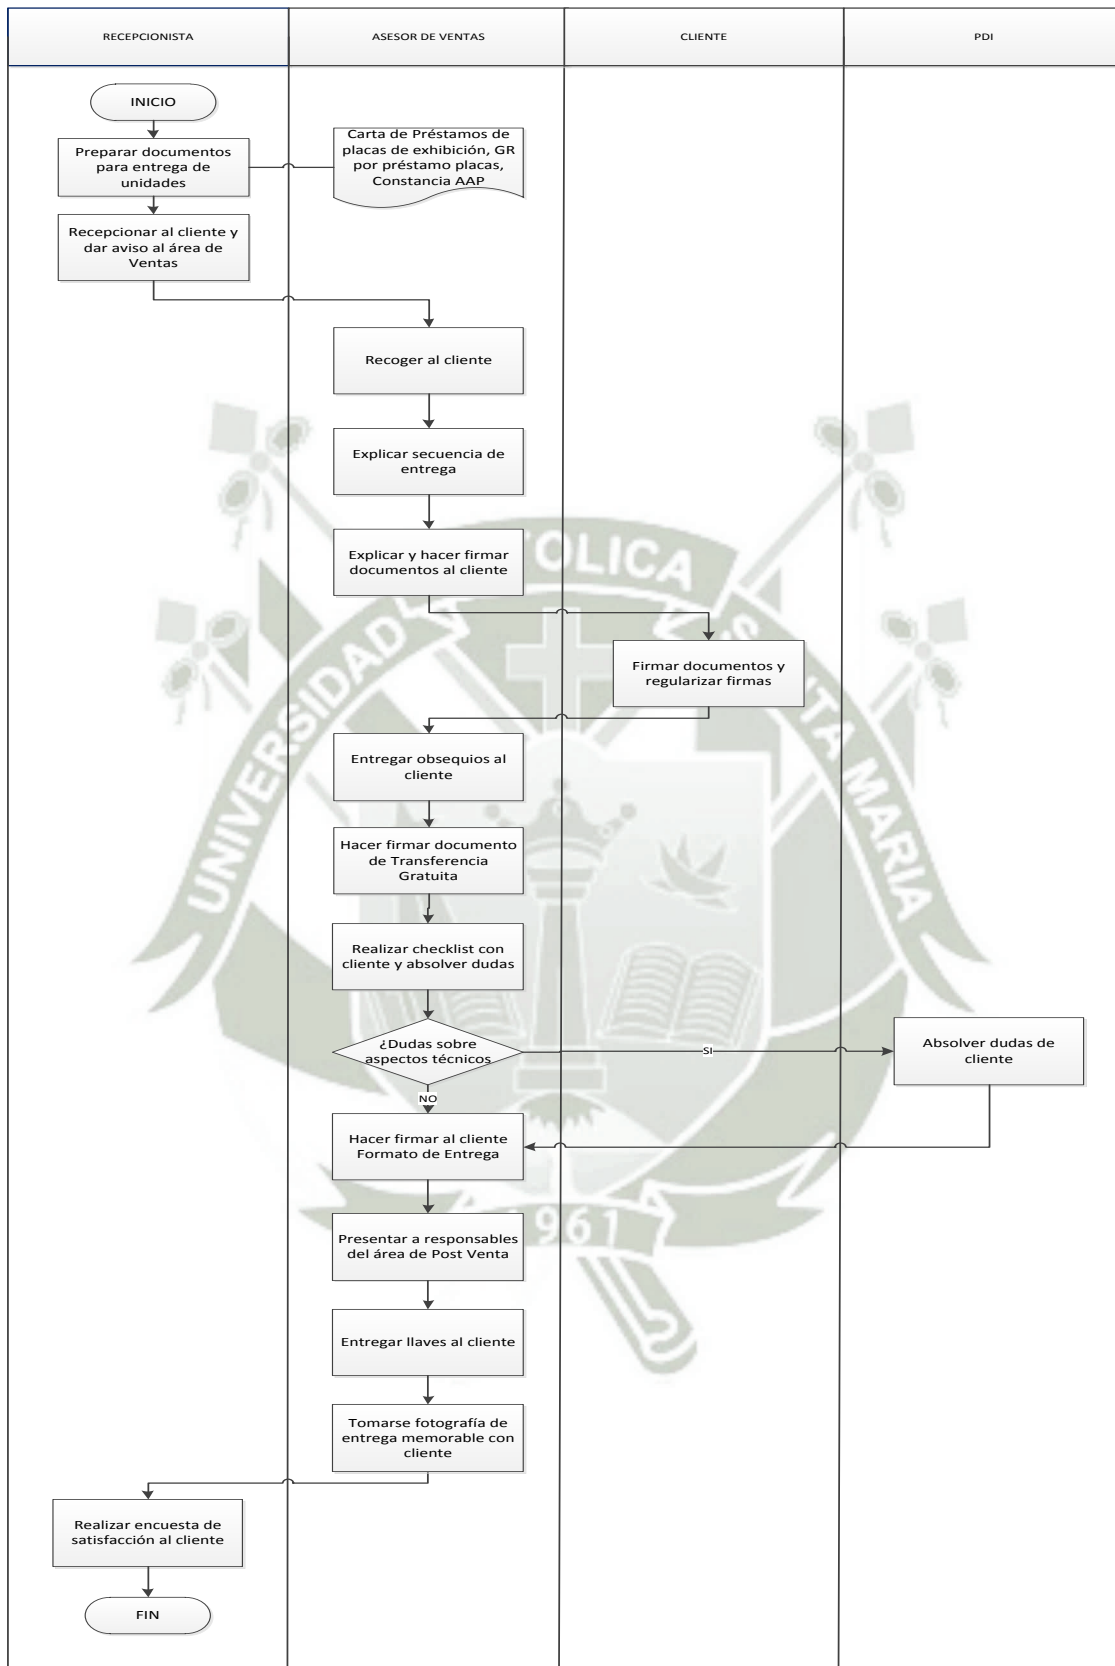 RECEPCIONISTA
ASESOR DE VENTAS
CLIENTE
PDI
INICIO
Preparar documentos
para entrega de
unidades
Carta de Préstamos de
placas de exhibición, GR
por préstamo placas,
Constancia AAP
Recepcionar al cliente y
dar aviso al área de
Ventas
Recoger al cliente
Explicar secuencia de
entrega
Explicar y hacer firmar
documentos al cliente
Firmar documentos y
regularizar firmas
Entregar obsequios al
cliente
Hacer firmar documento
de Transferencia
Gratuita
Realizar checklist con
cliente y absolver dudas
¿Dudas sobre
aspectos técnicos
SI
Absolver dudas de
cliente
NO
Hacer firmar al cliente
Formato de Entrega
Presentar a responsables
del área de Post Venta
Entregar llaves al cliente
Tomarse fotografía de
entrega memorable con
cliente
Realizar encuesta de
satisfacción al cliente
FIN
UNIVERSIDAD
MARIA